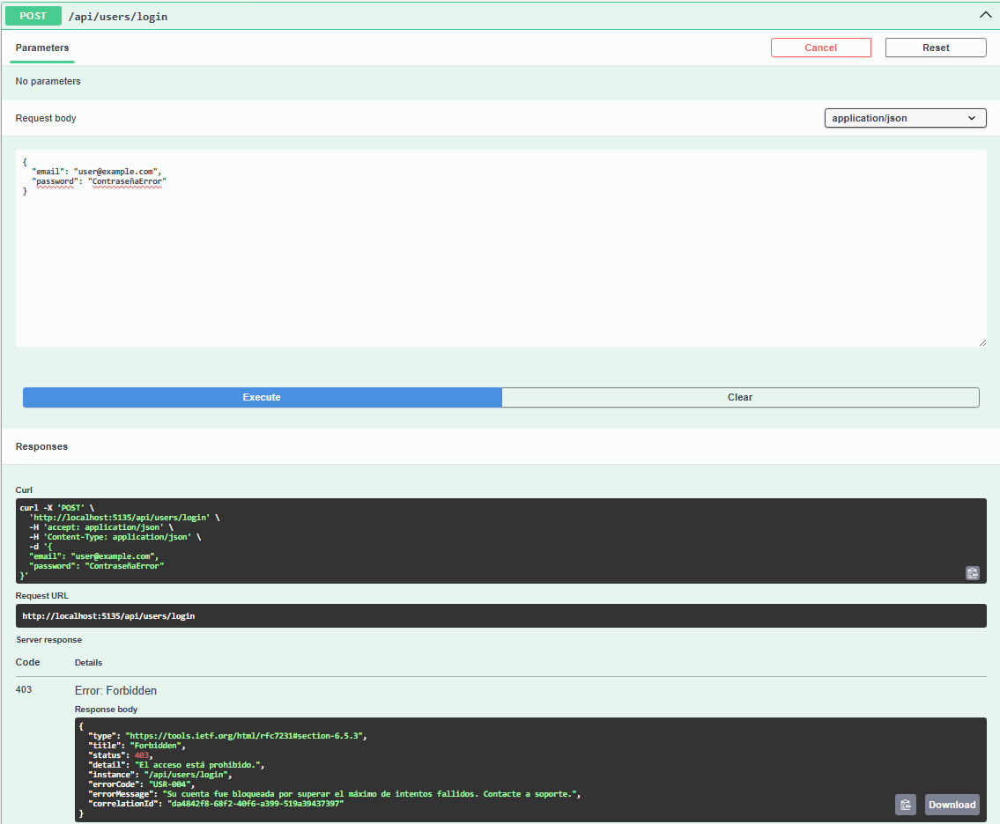 POST /api/users/login
Parameters
Cancel
Reset
No parameters
Request body
application/json
{
  "email": "user@example.com",
  "password": "ContraseñaError"
}
Execute
Clear
Responses
Curl
curl -X 'POST' \
  'http://localhost:5135/api/users/login' \
  -H 'accept: application/json' \
  -H 'Content-Type: application/json' \
  -d '{
  "email": "user@example.com",
  "password": "ContraseñaError"
}'
Request URL
http://localhost:5135/api/users/login
Server response
Code Details
403 Error: Forbidden
Response body
{
  "type": "https://tools.ietf.org/html/rfc7231#section-6.5.3",
  "title": "Forbidden",
  "status": 403,
  "detail": "El acceso está prohibido.",
  "instance": "/api/users/login",
  "errorCode": "USR-004",
  "errorMessage": "Su cuenta fue bloqueada por superar el máximo de intentos fallidos. Contacte a soporte.",
  "correlationId": "da4842f8-68f2-40f6-a399-519a39437397"
}
Download